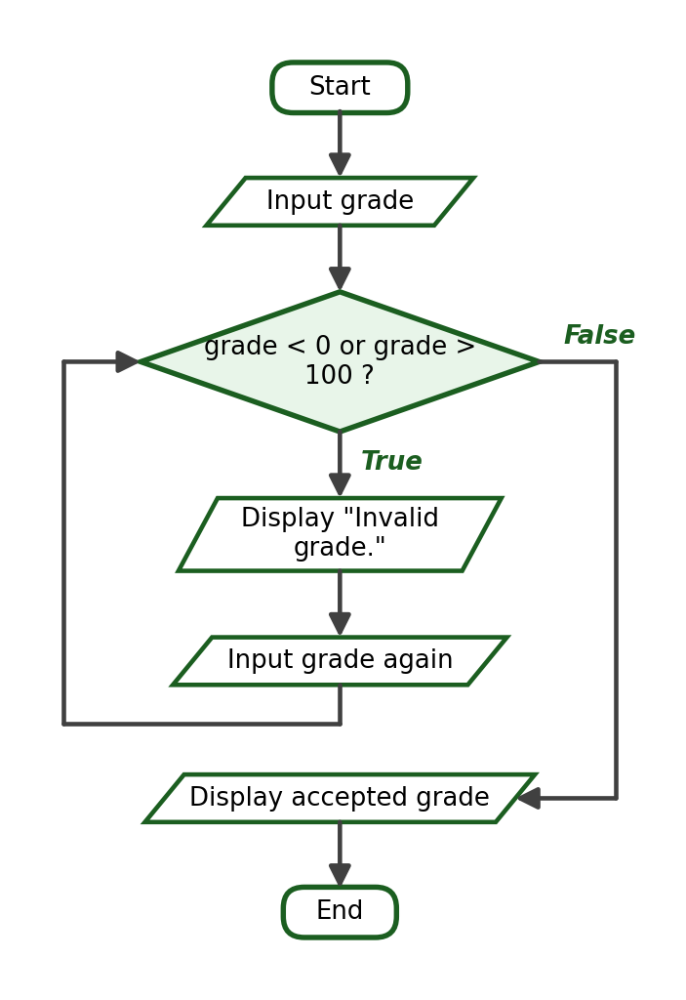 Start
Input grade
grade < 0 or grade >
100 ?
False
True
Display "Invalid
grade."
Input grade again
Display accepted grade
End